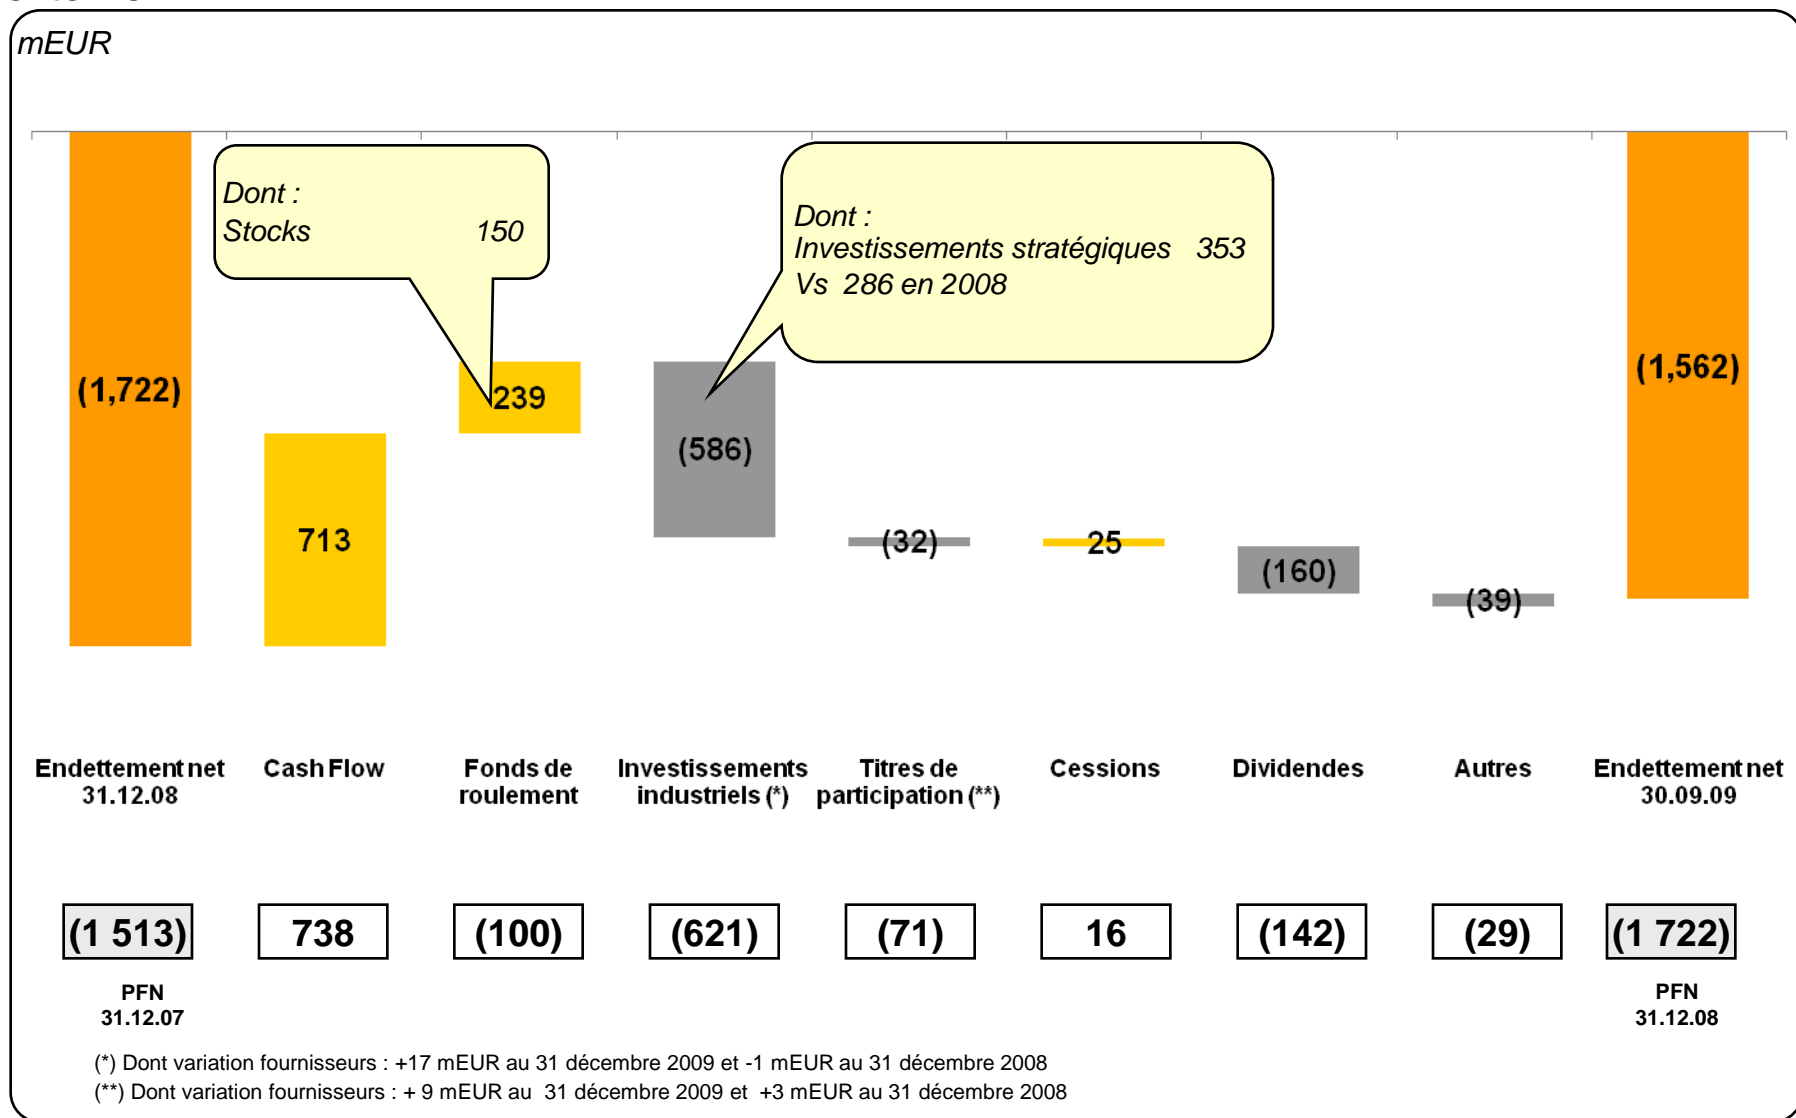 mEUR
Dont :
Stocks 150
Dont :
Investissements stratégiques 353
Vs 286 en 2008
(1,722)
713
239
(586)
(32)
25
(160)
(39)
(1,562)
Endettement net
31.12.08
Cash Flow
Fonds de
roulement
Investissements
industriels (*)
Titres de
participation (**)
Cessions
Dividendes
Autres
Endettement net
30.09.09
(1 513)
738
(100)
(621)
(71)
16
(142)
(29)
(1 722)
PFN
31.12.07
PFN
31.12.08
(*) Dont variation fournisseurs : +17 mEUR au 31 décembre 2009 et -1 mEUR au 31 décembre 2008
(**) Dont variation fournisseurs : + 9 mEUR au 31 décembre 2009 et +3 mEUR au 31 décembre 2008